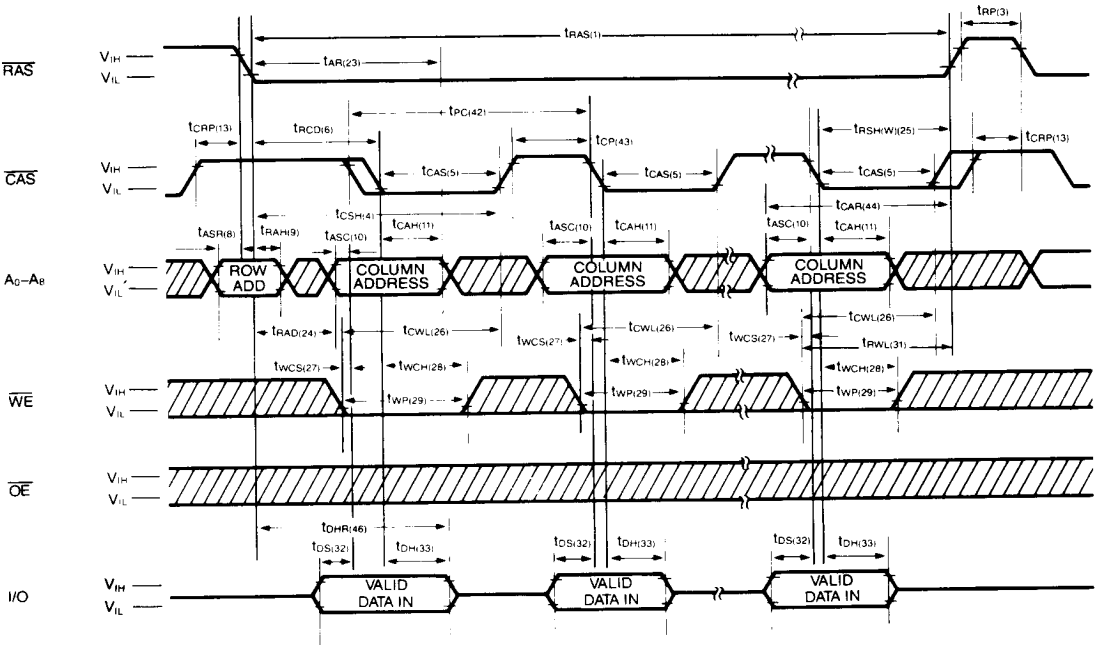 tRP(3)
tRAS(1)
VIH
RAS
VIL
tAR(23)
tPC(42)
tCRP(13)
tRCD(6)
tCP(43)
tRSH(W)(25)
tCRP(13)
VIH
CAS
VIL
tCAS(5)
tCAS(5)
tCAS(5)
tCSH(4)
tCAR(44)
tASR(8)
tRAH(9)
tASC(10)
tCAH(11)
tASC(10)
tCAH(11)
tASC(10)
tCAH(11)
A0–A8
VIH
VIL
ROW
ADD
COLUMN
ADDRESS
COLUMN
ADDRESS
COLUMN
ADDRESS
tRAD(24)
tCWL(26)
tCWL(26)
tCWL(26)
tWCS(27)
tWCS(27)
tRWL(31)
tWCS(27)
tWCH(28)
tWCH(28)
tWCH(28)
VIH
WE
VIL
tWP(29)
tWP(29)
tWP(29)
VIH
OE
VIL
tDHR(46)
tDS(32)
tDH(33)
tDS(32)
tDH(33)
tDS(32)
tDH(33)
I/O
VIH
VIL
VALID
DATA IN
VALID
DATA IN
VALID
DATA IN